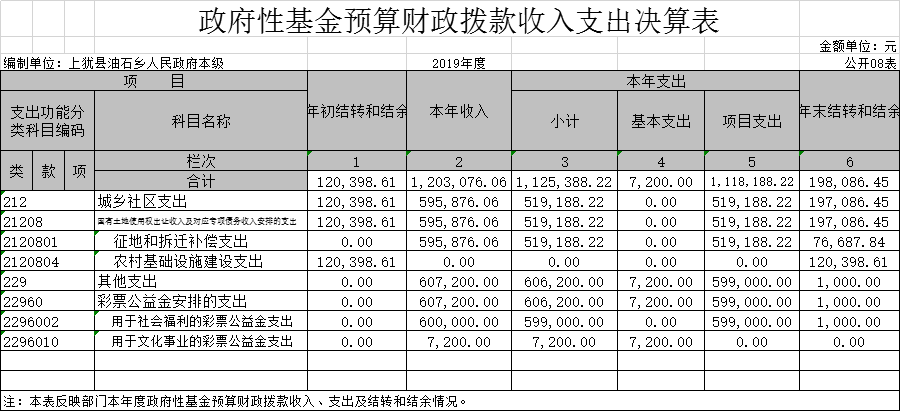 政府性基金预算财政拨款收入支出决算表
金额单位：元
编制单位：上犹县油石乡人民政府本级 2019年度 公开08表
项 目 年初结转和结余 本年收入 本年支出 年末结转和结余
支出功能分类科目编码 科目名称 小计 基本支出 项目支出
类 款 项 栏次 1 2 3 4 5 6
合计 120,398.61 1,203,076.06 1,125,388.22 7,200.00 1,118,188.22 198,086.45
212 城乡社区支出 120,398.61 595,876.06 519,188.22 0.00 519,188.22 197,086.45
21208 国有土地使用权出让收入及对应专项债务收入安排的支出 120,398.61 595,876.06 519,188.22 0.00 519,188.22 197,086.45
2120801 征地和拆迁补偿支出 0.00 595,876.06 519,188.22 0.00 519,188.22 76,687.84
2120804 农村基础设施建设支出 120,398.61 0.00 0.00 0.00 0.00 120,398.61
229 其他支出 0.00 607,200.00 606,200.00 7,200.00 599,000.00 1,000.00
22960 彩票公益金安排的支出 0.00 607,200.00 606,200.00 7,200.00 599,000.00 1,000.00
2296002 用于社会福利的彩票公益金支出 0.00 600,000.00 599,000.00 0.00 599,000.00 1,000.00
2296010 用于文化事业的彩票公益金支出 0.00 7,200.00 7,200.00 7,200.00 0.00 0.00
注：本表反映部门本年度政府性基金预算财政拨款收入、支出及结转和结余情况。